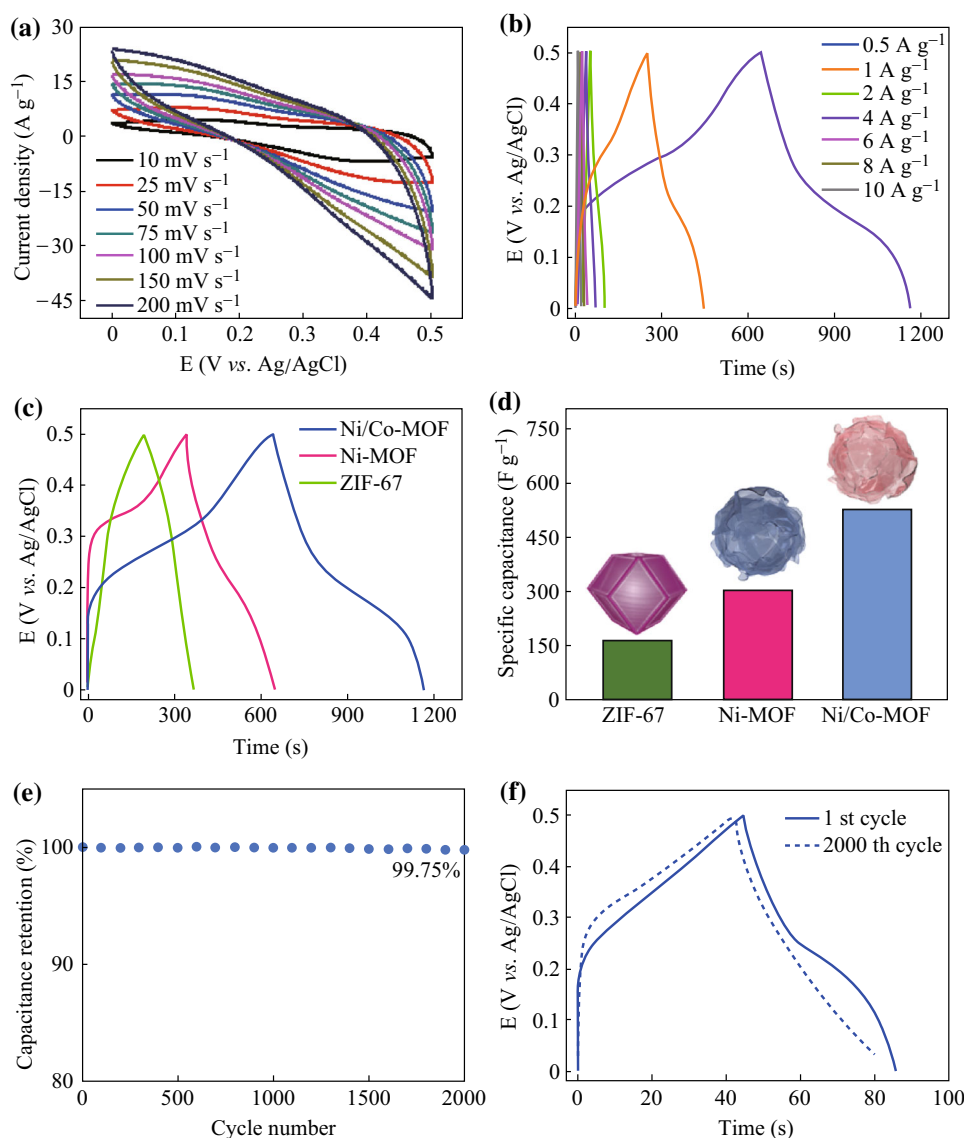 (a)
30
15
0
−15
−30
−45
Current density (A g⁻¹)
10 mV s⁻¹
25 mV s⁻¹
50 mV s⁻¹
75 mV s⁻¹
100 mV s⁻¹
150 mV s⁻¹
200 mV s⁻¹
0 0.1 0.2 0.3 0.4 0.5
E (V vs. Ag/AgCl)
(b)
0.5
0.4
0.3
0.2
0.1
0
E (V vs. Ag/AgCl)
0.5 A g⁻¹
1 A g⁻¹
2 A g⁻¹
4 A g⁻¹
6 A g⁻¹
8 A g⁻¹
10 A g⁻¹
0 300 600 900 1200
Time (s)
(c)
0.5
0.4
0.3
0.2
0.1
0
E (V vs. Ag/AgCl)
Ni/Co-MOF
Ni-MOF
ZIF-67
0 300 600 900 1200
Time (s)
(d)
750
600
450
300
150
0
Specific capacitance (F g⁻¹)
ZIF-67 Ni-MOF Ni/Co-MOF
(e)
100
90
80
Capacitance retention (%)
99.75%
0 500 1000 1500 2000
Cycle number
(f)
0.5
0.4
0.3
0.2
0.1
0
E (V vs. Ag/AgCl)
1 st cycle
2000 th cycle
0 20 40 60 80 100
Time (s)